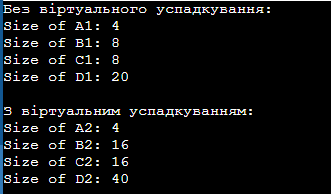 Без віртуального успадкування:
Size of A1: 4
Size of B1: 8
Size of C1: 8
Size of D1: 20

З віртуальним успадкуванням:
Size of A2: 4
Size of B2: 16
Size of C2: 16
Size of D2: 40